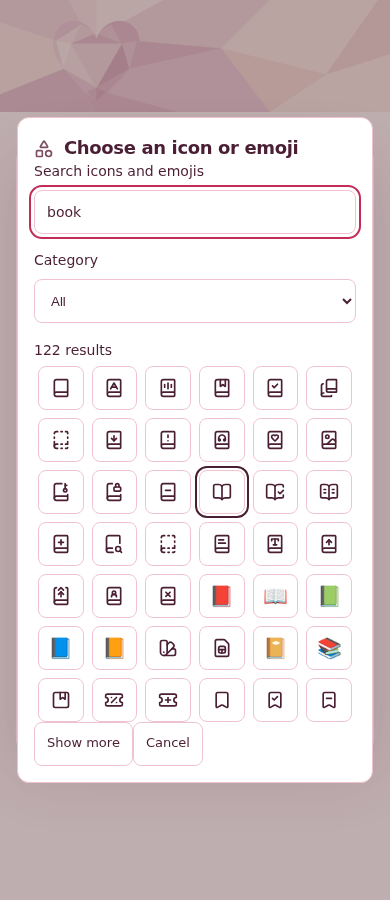 Choose an icon or emoji
Search icons and emojis
book
Category
All
122 results
Show more
Cancel